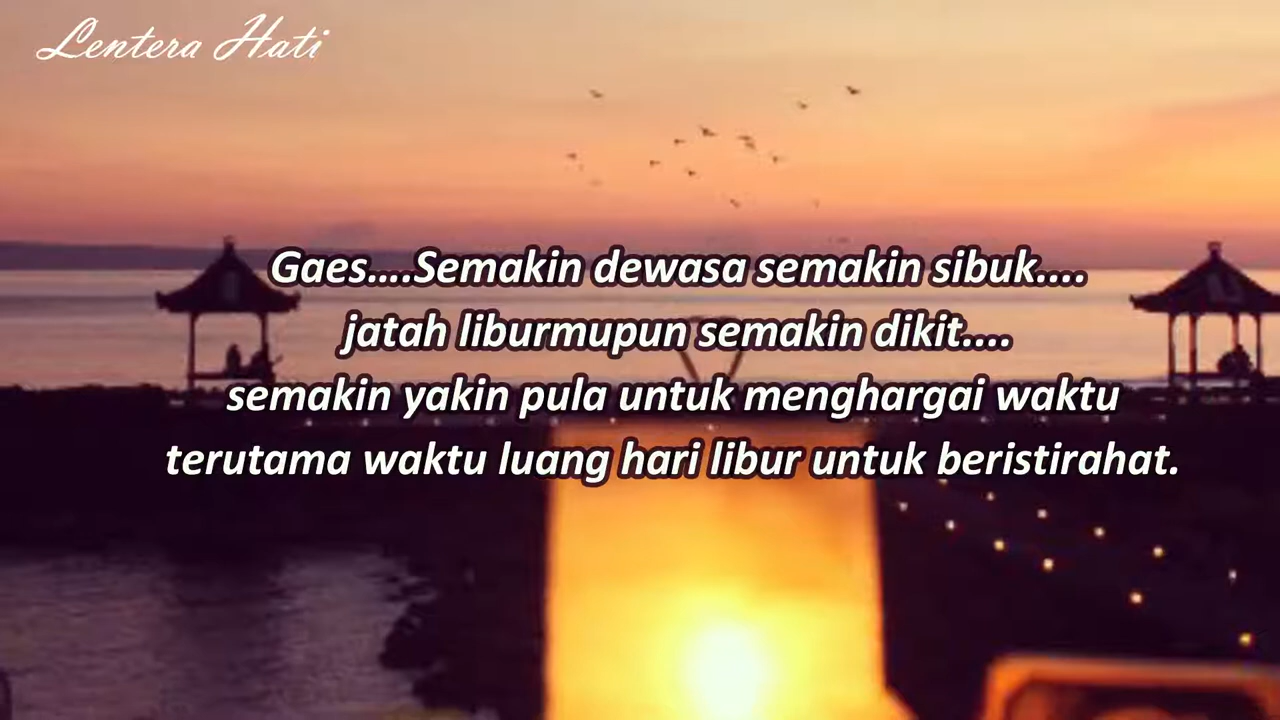 Lentera Hati
Gaes....Semakin dewasa semakin sibuk....
jatah liburmupun semakin dikit....
semakin yakin pula untuk menghargai waktu
terutama waktu luang hari libur untuk beristirahat.